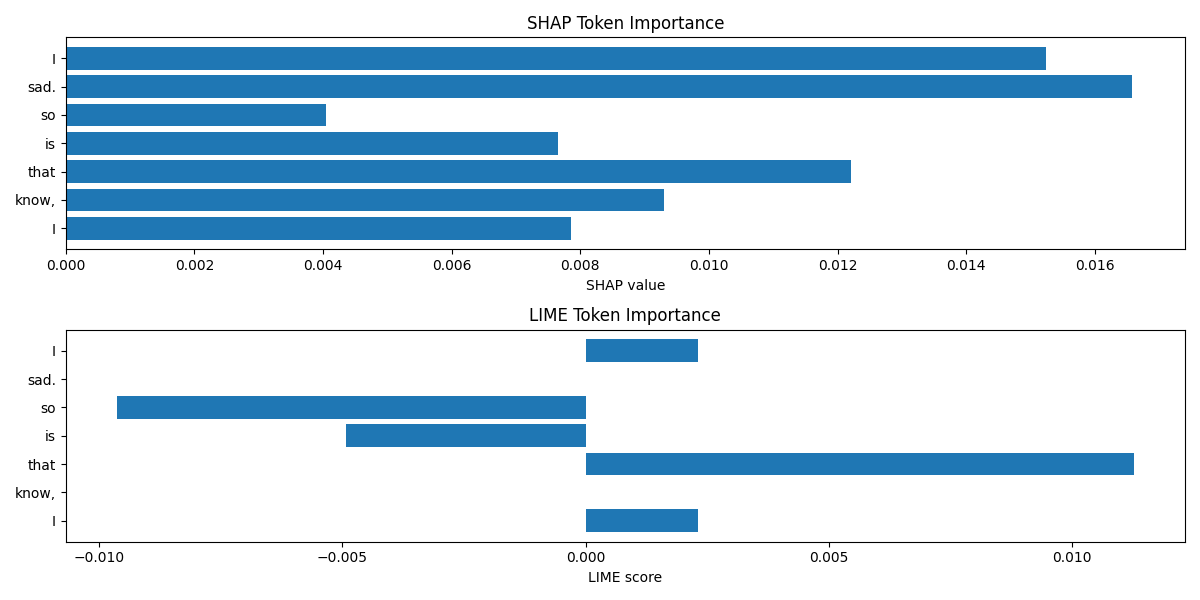 SHAP Token Importance
I
sad.
so
is
that
know,
I
0.000 0.002 0.004 0.006 0.008 0.010 0.012 0.014 0.016
SHAP value
LIME Token Importance
I
sad.
so
is
that
know,
I
−0.010 −0.005 0.000 0.005 0.010
LIME score